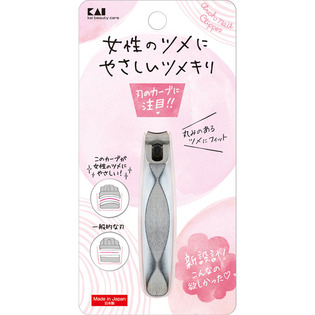 KAI
kai beauty care
女性のツメに
やさしいツメキリ
刃のカーブに
注目!!
丸みのある
ツメにフィット
このカーブが
女性のツメに
やさしい!
一般的な刃
新設計!
こんなの
欲しかった
Made in Japan
日本製